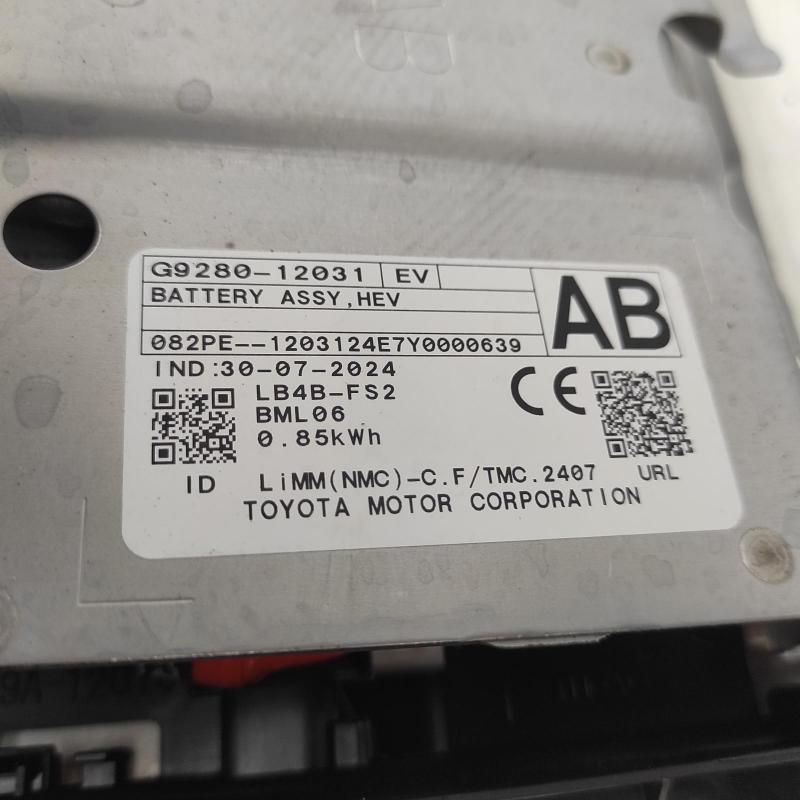 AB
G9280-12031 EV
BATTERY ASSY,HEV
AB
082PE--1203124E7Y0000639
IND:30-07-2024
LB4B-FS2
CE
BML06
0.85kWh
ID
LiMM(NMC)-C.F/TMC.2407
URL
TOYOTA MOTOR CORPORATION